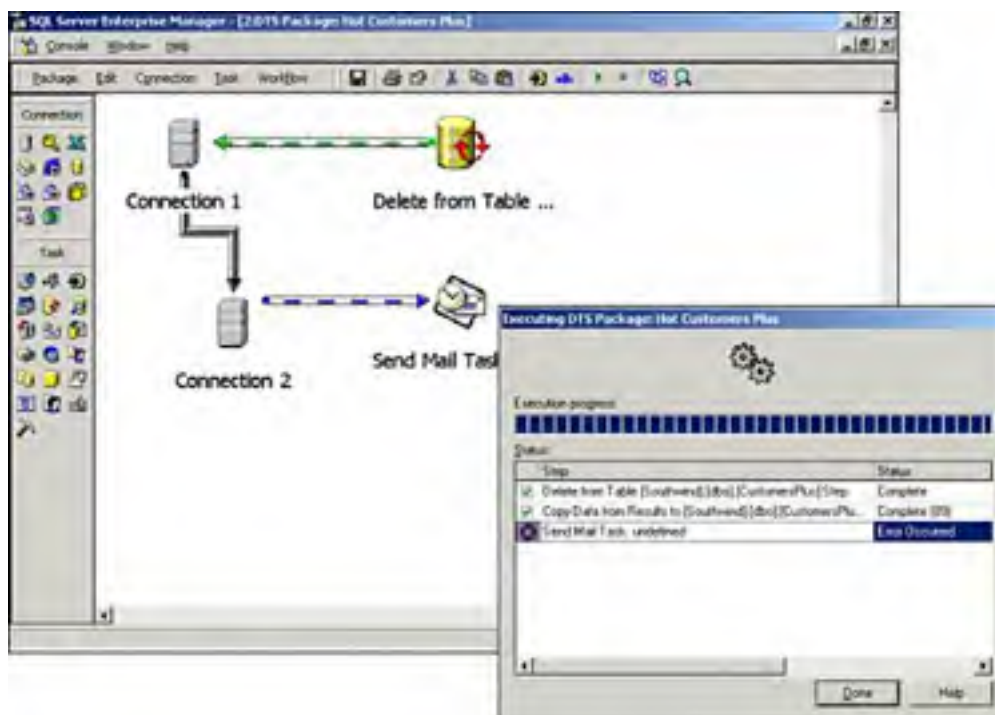 SQL Server Enterprise Manager - [2:DTS Package: Hot Customers Plus]
Console Window Help
Package Edit Connection Task Workflow
Connection
Task
Connection 1
Delete from Table ...
Connection 2
Send Mail Task
Executing DTS Package: Hot Customers Plus
Execution progress:
Status:
Step Status
Delete from Table [Southwind].[dbo].[CustomersPlus] Step Complete
Copy Data from Results to [Southwind].[dbo].[CustomersPlu... Complete
Send Mail Task: undefined Error Occurred
Done Help